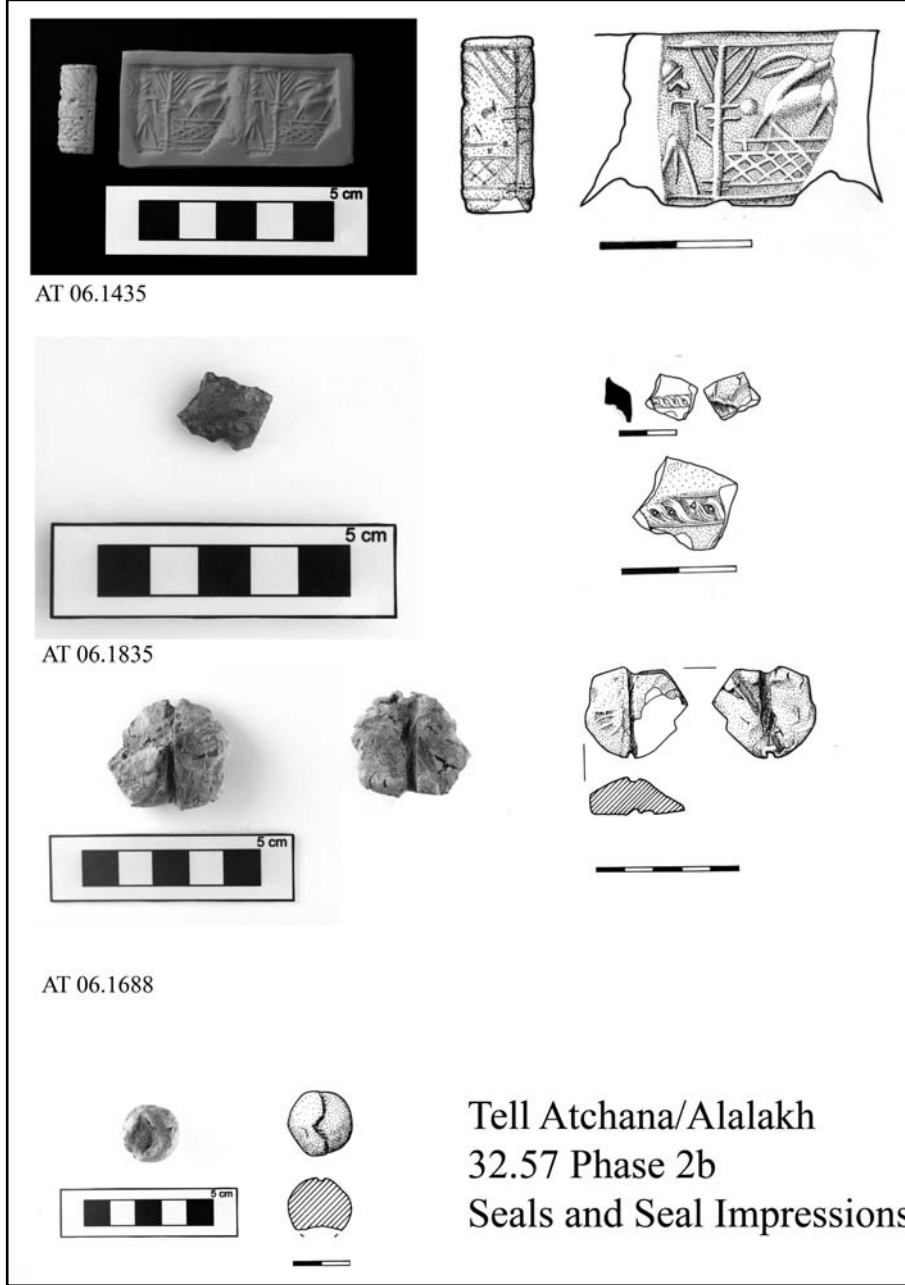 5 cm
AT 06.1435
5 cm
AT 06.1835
5 cm
AT 06.1688
5 cm
Tell Atchana/Alalakh
32.57 Phase 2b
Seals and Seal Impressions